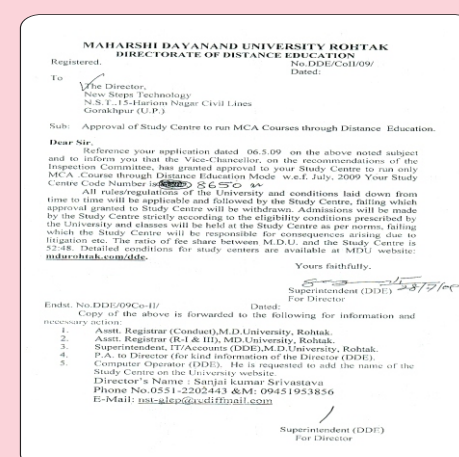 MAHARSHI DAYANAND UNIVERSITY ROHTAK
DIRECTORATE OF DISTANCE EDUCATION
Registered. No.DDE/ColI/09/
Dated:
To
The Director,
New Steps Technology
N.S.T..15-Hariom Nagar Civil Lines
Gorakhpur (U.P.)
Sub: Approval of Study Centre to run MCA Courses through Distance Education.
Dear Sir,
Reference your application dated 06.5.09 on the above noted subject
and to inform you that the Vice-Chancellor, on the recommendations of the
Inspection Committee, has granted approval to your Study Centre to run only
MCA .Course through Distance Education Mode w.e.f. July, 2009 Your Study
Centre Code Number is 8650
All rules/regulations of the University and conditions laid down from
time to time will be applicable and followed by the Study Centre, failing which
approval granted to Study Centre will be withdrawn. Admissions will be made
by the Study Centre strictly according to the eligibility conditions prescribed by
the University and classes will be held at the Study Centre as per norms, failing
which the Study Centre will be responsible for consequences arising due to
litigation etc. The ratio of fee share between M.D.U. and the Study Centre is
52:48. Detailed conditions for study centers are available at MDU website:
mdurohtak.com/dde.
Yours faithfully.
Superintendent (DDE)
For Director
Endst. No.DDE/09Co-II/ Dated:
Copy of the above is forwarded to the following for information and
necessary action:
1. Asstt. Registrar (Conduct),M.D.University, Rohtak.
2. Asstt. Registrar (R-I & III), MD.University, Rohtak.
3. Superintendent, IT/Accounts (DDE),M.D.University, Rohtak.
4. P.A. to Director (for kind information of the Director (DDE).
5. Computer Operator (DDE). He is requested to add the name of the
Study Centre on the University website.
Director's Name : Sanjai kumar Srivastava
Phone No.0551-2202443 &M: 09451953856
E-Mail: nst-glep@rediffmail.com
Superintendent (DDE)
For Director